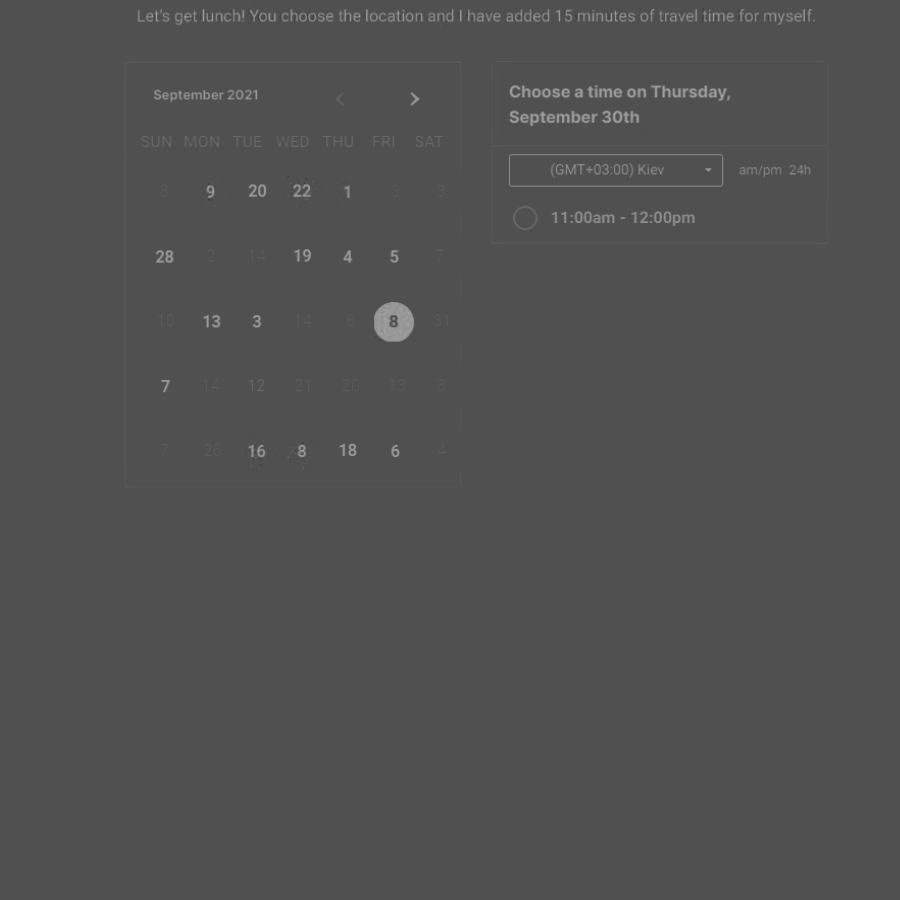 Let's get lunch! You choose the location and I have added 15 minutes of travel time for myself.
September 2021
SUN MON TUE WED THU FRI SAT
8 9 20 22 1 3 3
28 2 14 19 4 5 7
10 13 3 14 6 8 31
7 14 12 21 20 13 3
7 26 16 8 18 6 4
Choose a time on Thursday,
September 30th
(GMT+03:00) Kiev am/pm 24h
11:00am - 12:00pm